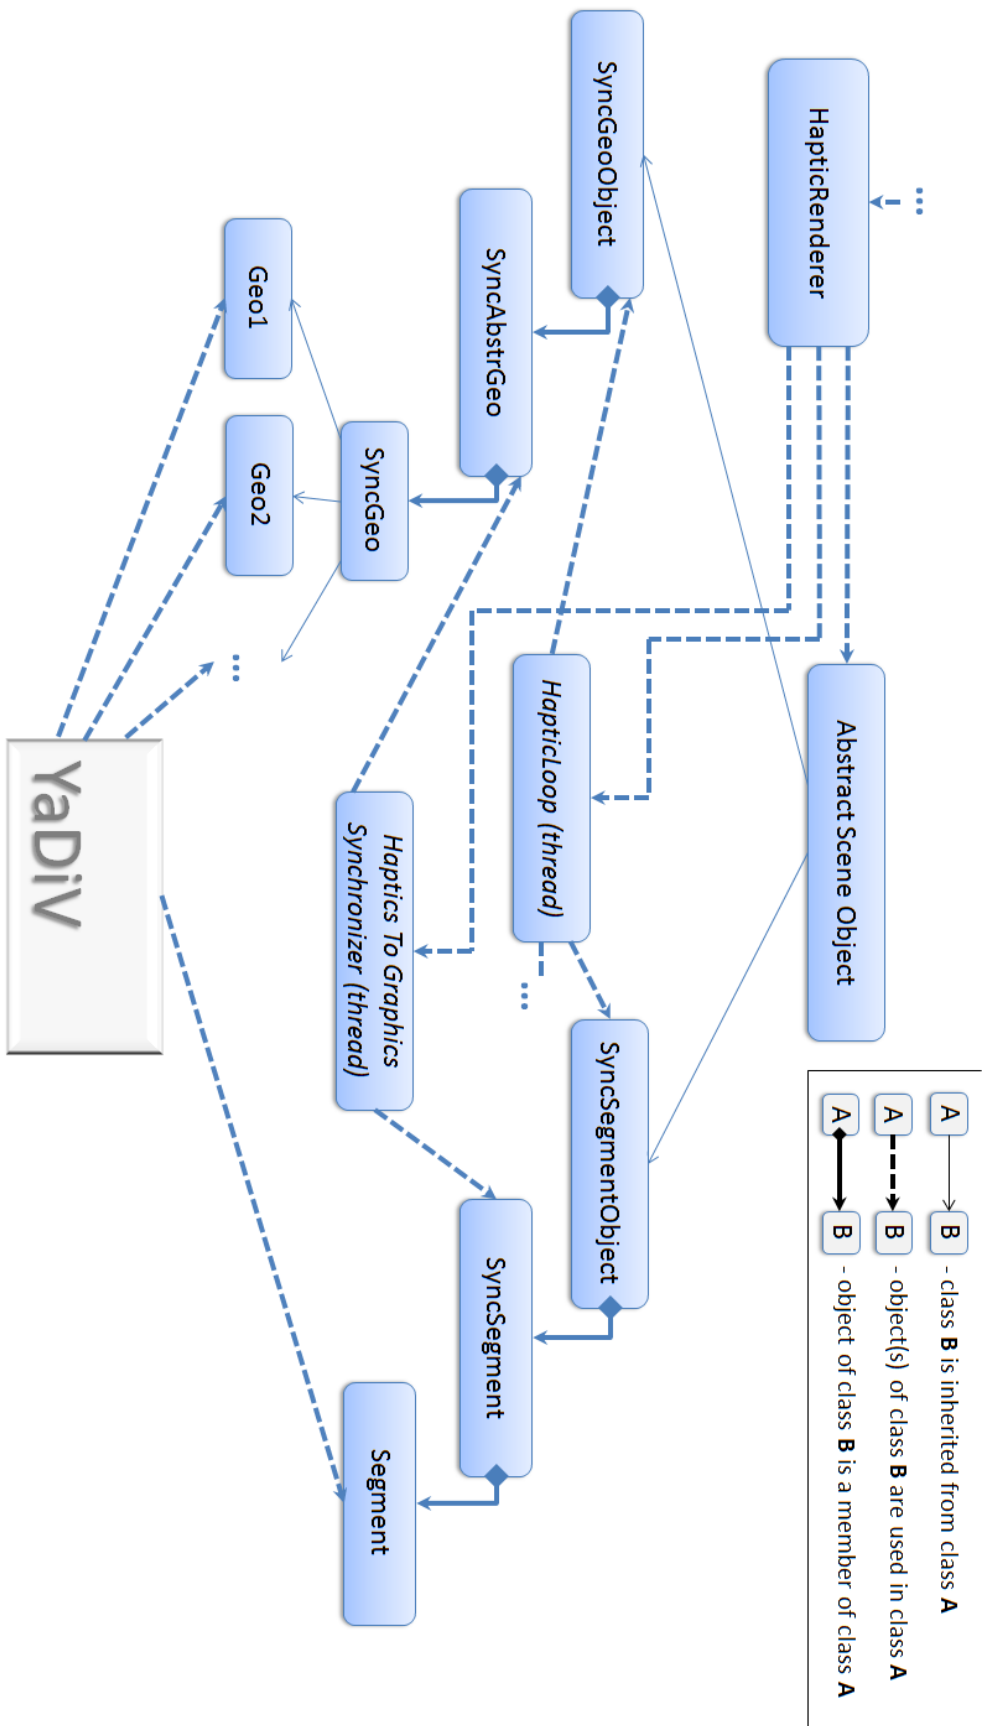 ...
HapticRenderer
Abstract Scene Object
A
B
- class B is inherited from class A
A
B
- object(s) of class B are used in class A
A
B
- object of class B is a member of class A
SyncGeoObject
HapticLoop (thread)
...
SyncSegmentObject
SyncAbstrGeo
SyncSegment
SyncGeo
Haptics To Graphics
Synchronizer (thread)
Segment
Geo1
Geo2
...
YaDiV